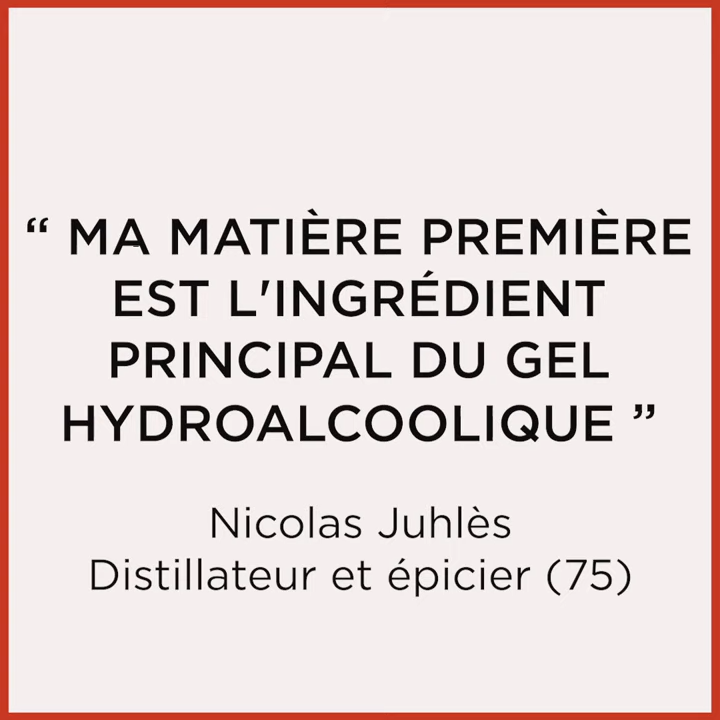 “ MA MATIÈRE PREMIÈRE
EST L'INGRÉDIENT
PRINCIPAL DU GEL
HYDROALCOOLIQUE ”
Nicolas Juhlès
Distillateur et épicier (75)